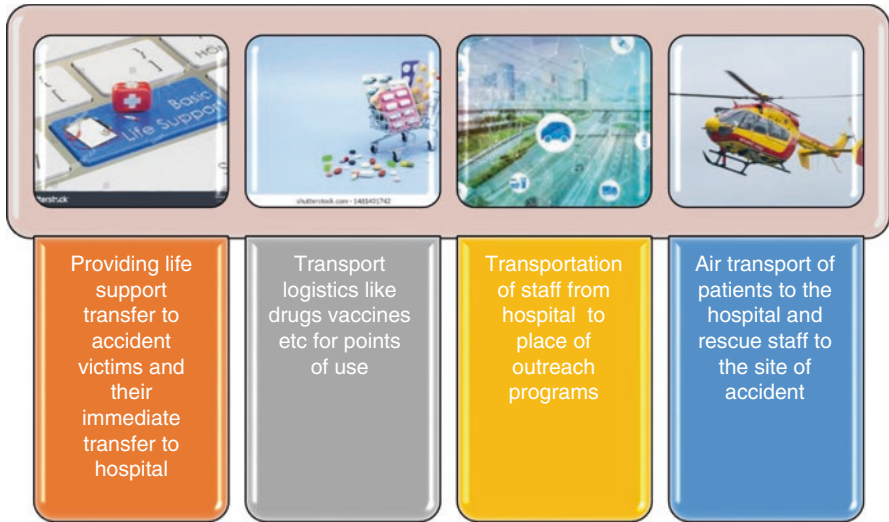 Basic
Life Support
terstock
shutterstock.com · 1481431742
Providing life
support
transfer to
accident
victims and
their
immediate
transfer to
hospital
Transport
logistics like
drugs vaccines
etc for points
of use
Transportation
of staff from
hospital to
place of
outreach
programs
Air transport of
patients to the
hospital and
rescue staff to
the site of
accident